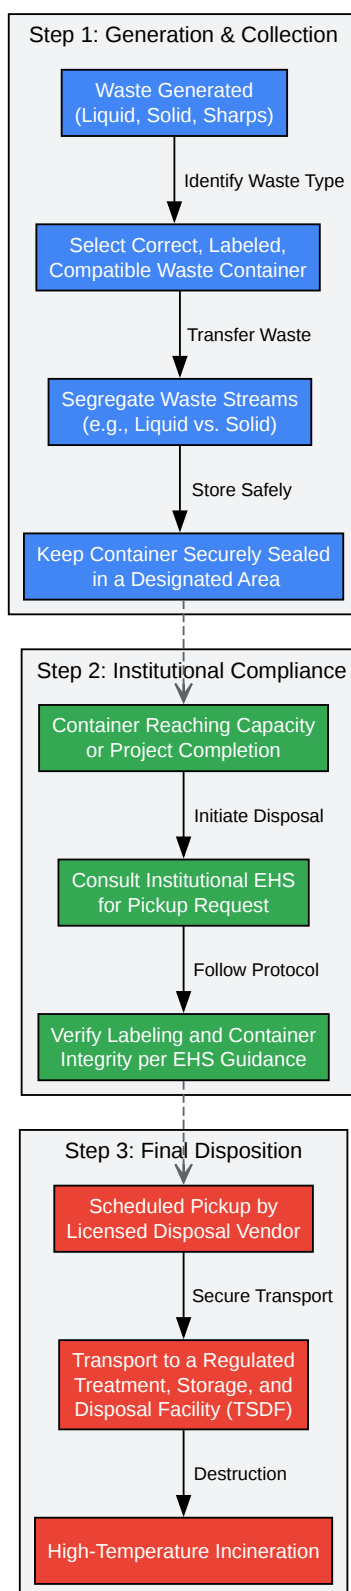 Step 1: Generation & Collection
Waste Generated
(Liquid, Solid, Sharps)
Identify Waste Type
Select Correct, Labeled,
Compatible Waste Container
Transfer Waste
Segregate Waste Streams
(e.g., Liquid vs. Solid)
Store Safely
Keep Container Securely Sealed
in a Designated Area
Step 2: Institutional Compliance
Container Reaching Capacity
or Project Completion
Initiate Disposal
Consult Institutional EHS
for Pickup Request
Follow Protocol
Verify Labeling and Container
Integrity per EHS Guidance
Step 3: Final Disposition
Scheduled Pickup by
Licensed Disposal Vendor
Secure Transport
Transport to a Regulated
Treatment, Storage, and
Disposal Facility (TSDF)
Destruction
High-Temperature Incineration